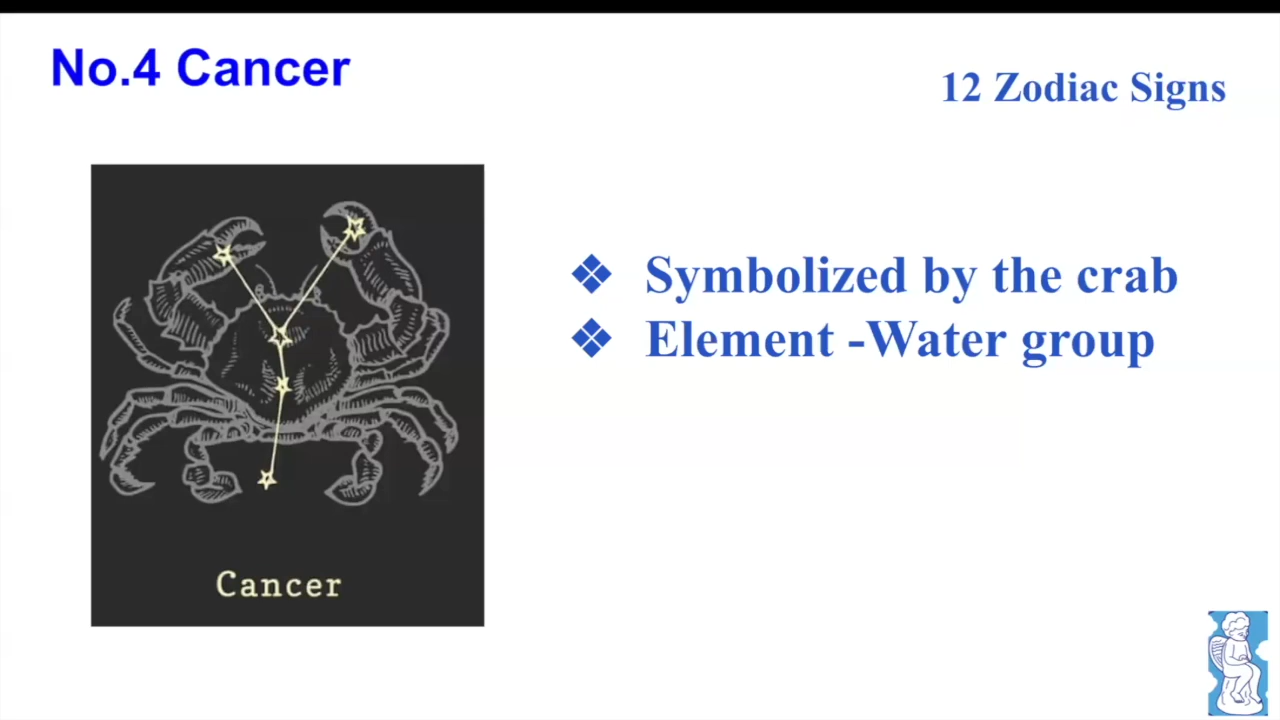 No.4 Cancer
12 Zodiac Signs
❖ Symbolized by the crab
❖ Element -Water group
Cancer